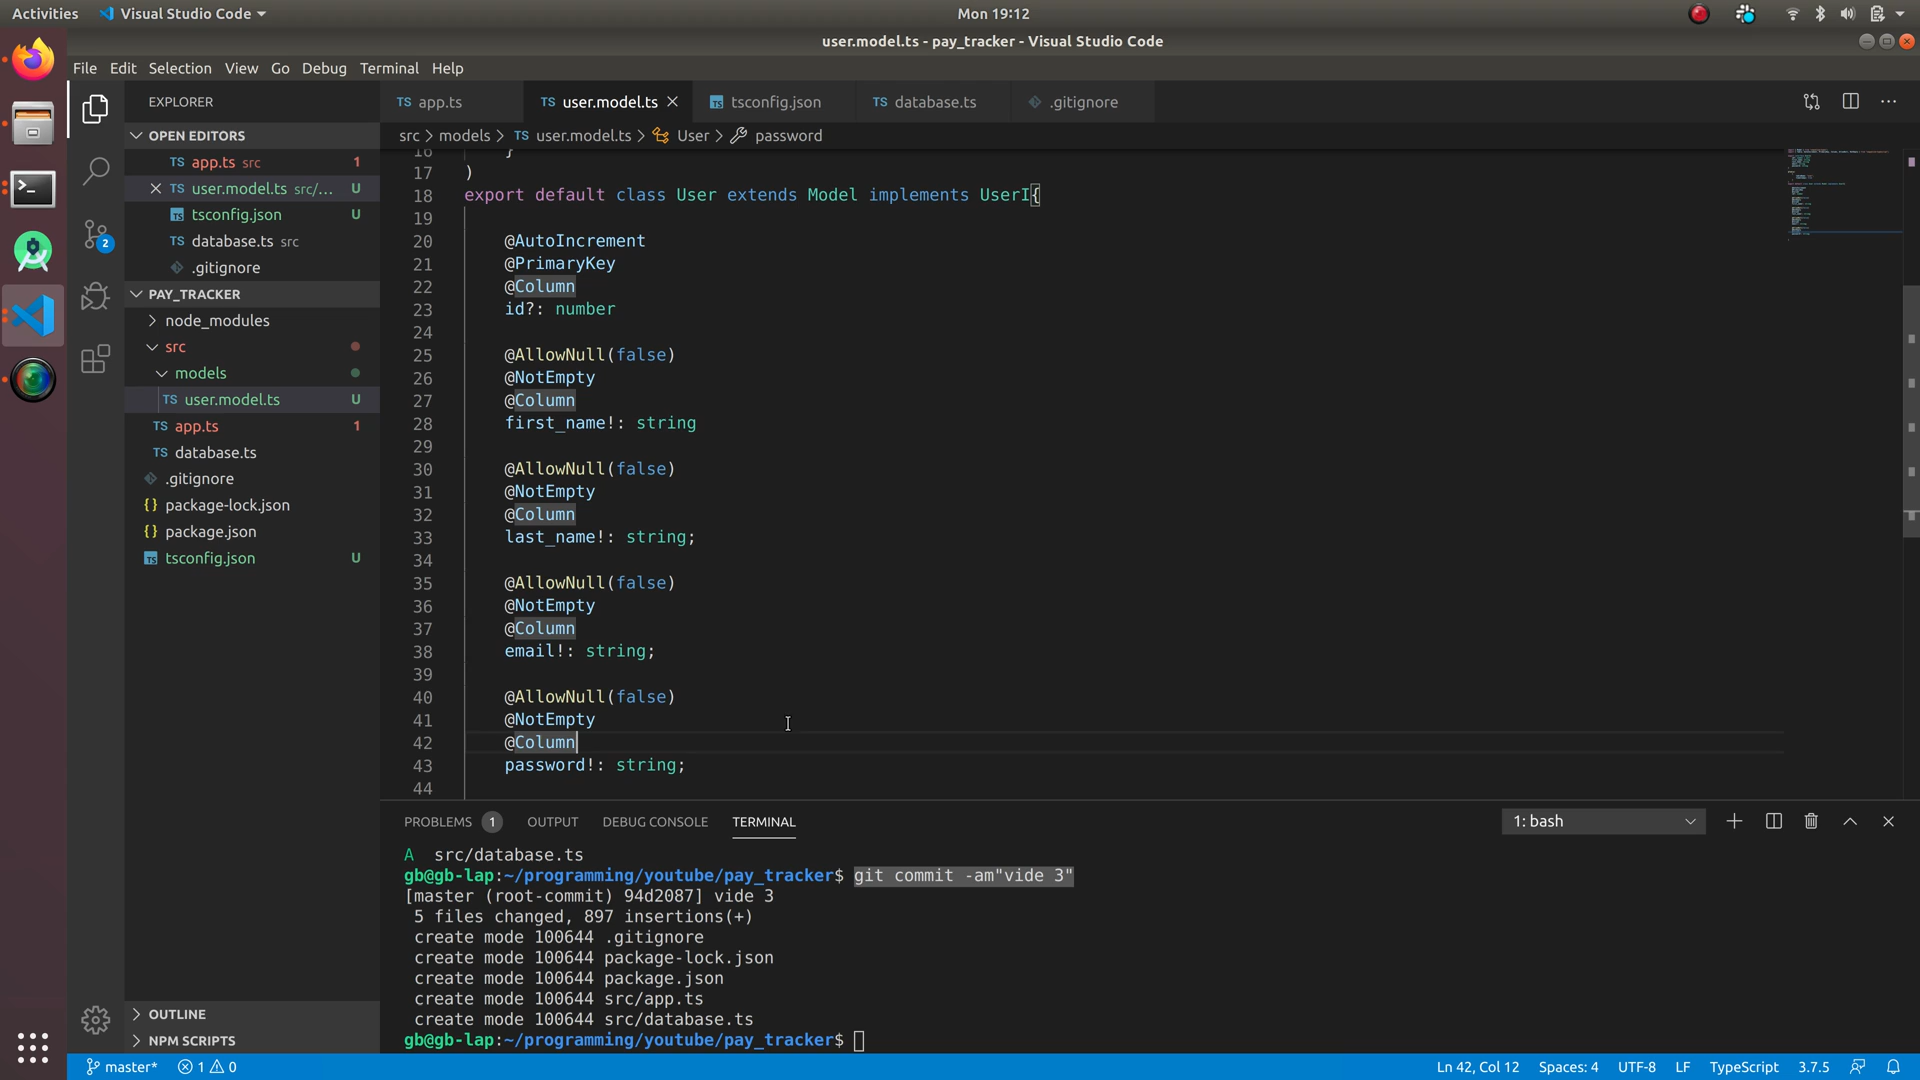 Activities
Visual Studio Code
Mon 19:12
user.model.ts - pay_tracker - Visual Studio Code
File Edit Selection View Go Debug Terminal Help
EXPLORER
OPEN EDITORS
TS app.ts src 1
TS user.model.ts src/... U
TS tsconfig.json U
TS database.ts src
.gitignore
PAY_TRACKER
node_modules
src
models
TS user.model.ts U
TS app.ts 1
TS database.ts
.gitignore
{} package-lock.json
{} package.json
TS tsconfig.json U
OUTLINE
NPM SCRIPTS
2
TS app.ts
TS user.model.ts
TS tsconfig.json
TS database.ts
.gitignore
src > models > TS user.model.ts > User > password
16 }
17 )
18 export default class User extends Model implements UserI{
19
20 @AutoIncrement
21 @PrimaryKey
22 @Column
23 id?: number
24
25 @AllowNull(false)
26 @NotEmpty
27 @Column
28 first_name!: string
29
30 @AllowNull(false)
31 @NotEmpty
32 @Column
33 last_name!: string;
34
35 @AllowNull(false)
36 @NotEmpty
37 @Column
38 email!: string;
39
40 @AllowNull(false)
41 @NotEmpty
42 @Column
43 password!: string;
44
PROBLEMS 1 OUTPUT DEBUG CONSOLE TERMINAL
1: bash
A src/database.ts
gb@gb-lap:~/programming/youtube/pay_tracker$ git commit -am"vide 3"
[master (root-commit) 94d2087] vide 3
5 files changed, 897 insertions(+)
create mode 100644 .gitignore
create mode 100644 package-lock.json
create mode 100644 package.json
create mode 100644 src/app.ts
create mode 100644 src/database.ts
gb@gb-lap:~/programming/youtube/pay_tracker$
master* 1 0
Ln 42, Col 12 Spaces: 4 UTF-8 LF TypeScript 3.7.5